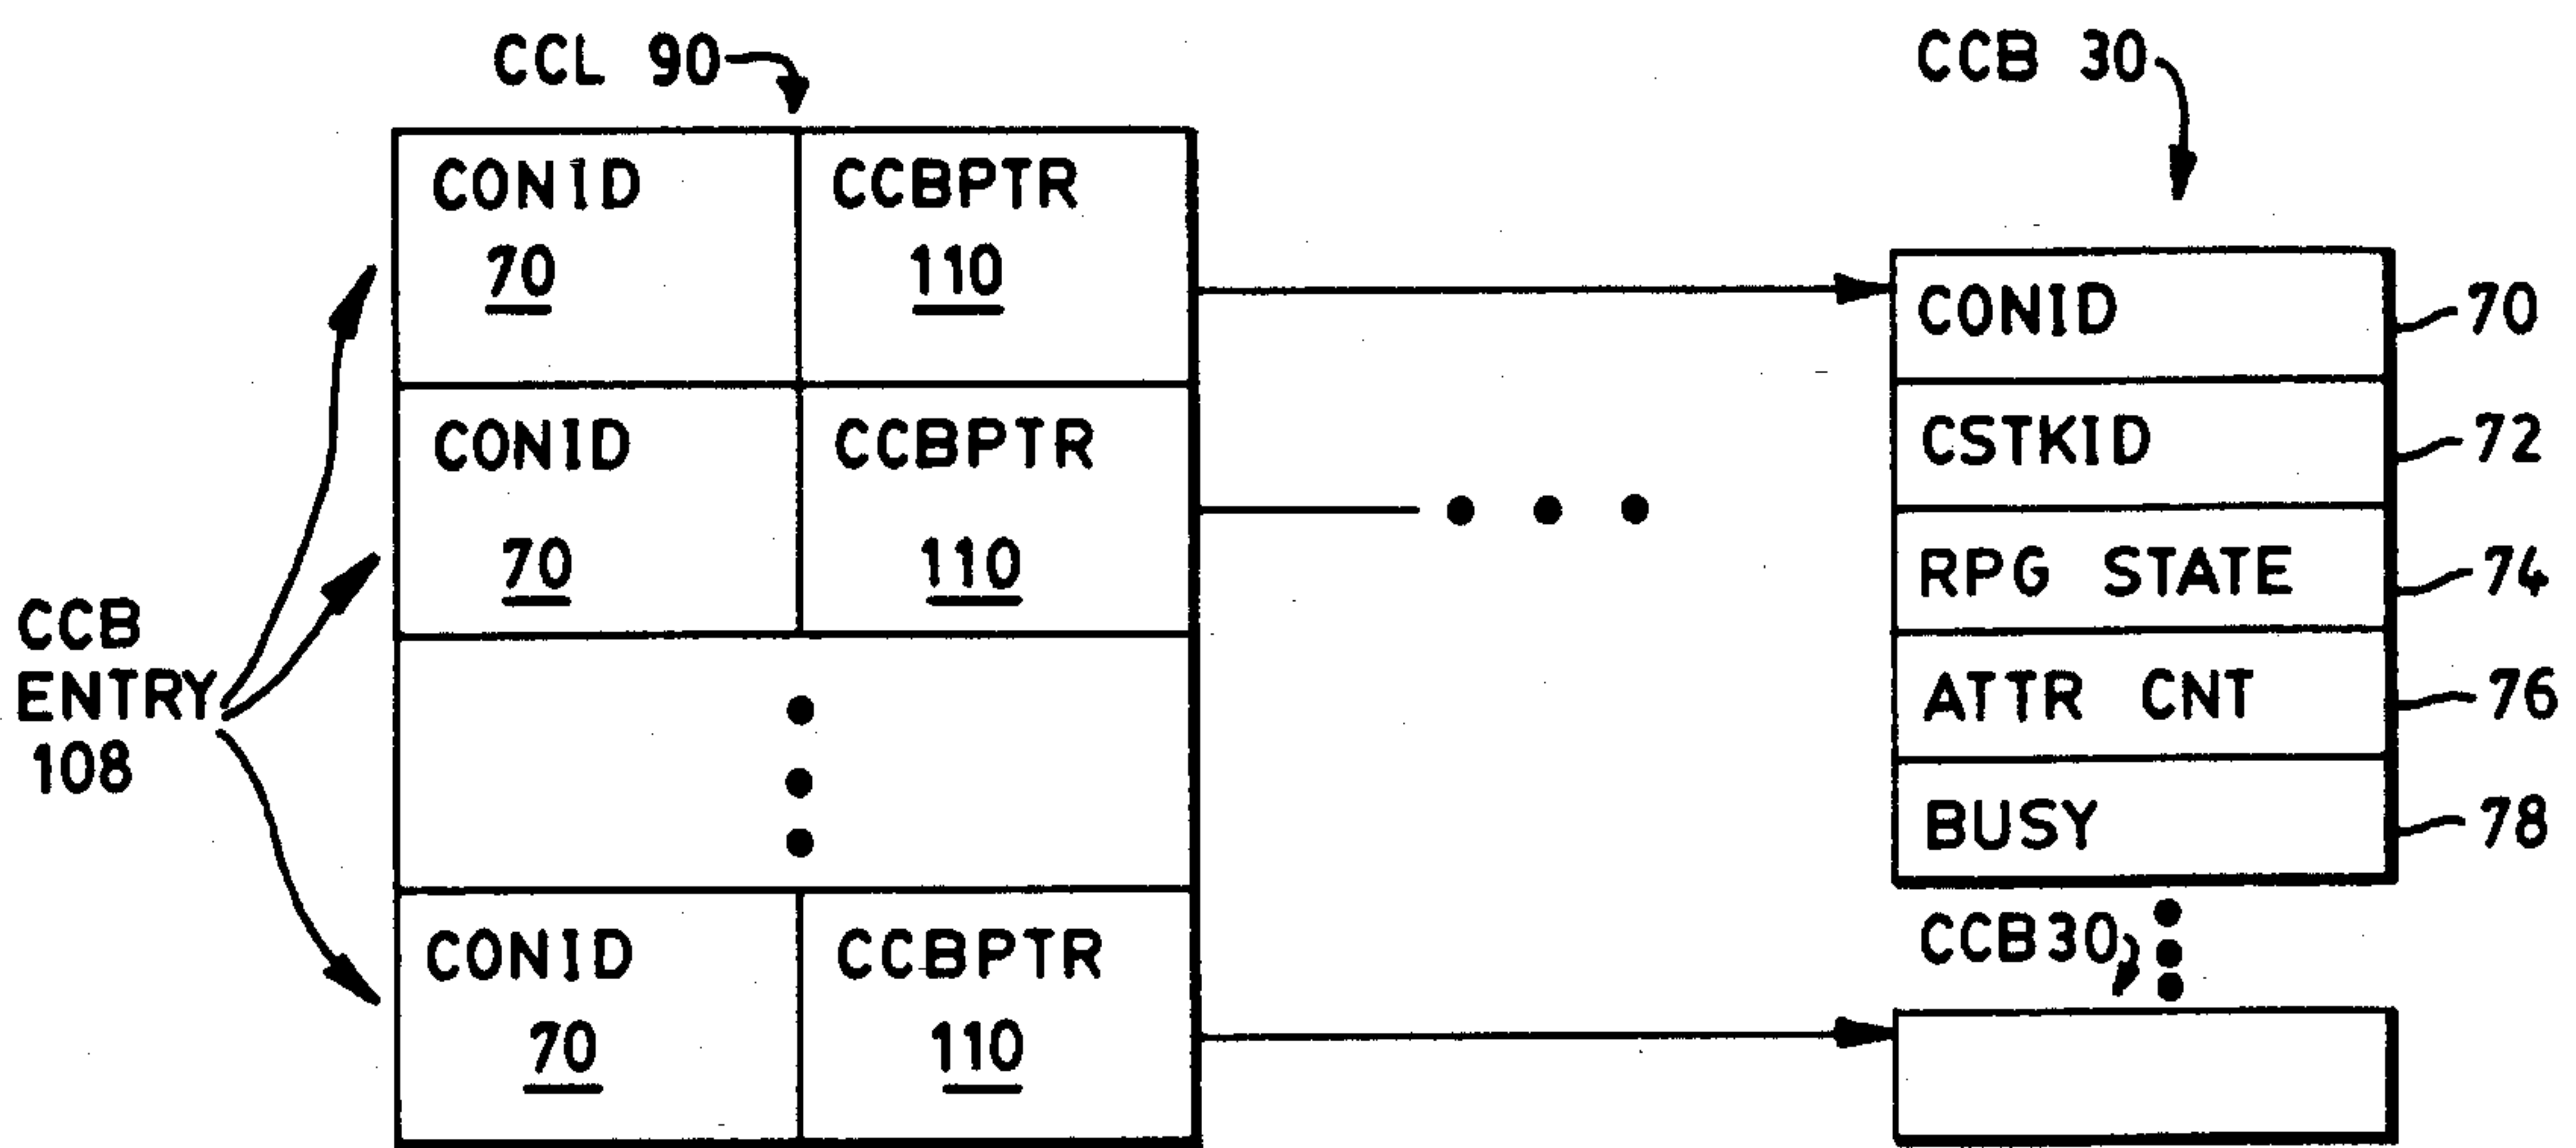 CCL 90
CCB 30
CONID
70
CCBPTR
110
CONID
70
CCBPTR
110
CONID
70
CCBPTR
110
CCB
ENTRY
108
CONID
70
CSTKID
72
RPG STATE
74
ATTR CNT
76
BUSY
78
CCB30